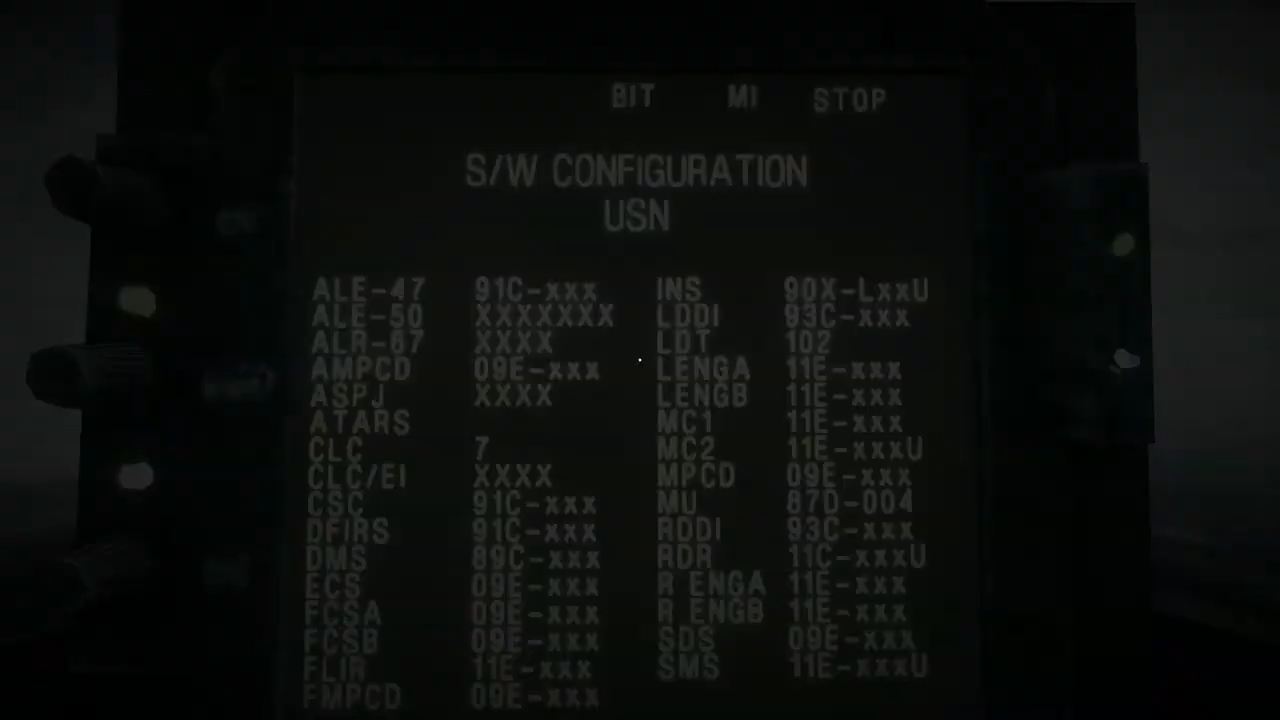 BIT MI STOP
S/W CONFIGURATION
USN
ALE-47 91C-xxx INS 90X-LxxU
ALE-50 XXXXXXX LDDI 93C-xxx
ALR-67 XXXX LDT 102
AMPCD 09E-xxx LENGA 11E-xxx
ASPJ XXXX LENGB 11E-xxx
ATARS MC1 11E-xxx
CLC 7 MC2 11E-xxxU
CLC/EI XXXX MPCD 09E-xxx
CSC 91C-xxx MU 87D-004
DFIRS 91C-xxx RDDI 93C-xxx
DMS 89C-xxx RDR 11C-xxxU
ECS 09E-xxx R ENGA 11E-xxx
FCSA 09E-xxx R ENGB 11E-xxx
FCSB 09E-xxx SDS 09E-xxx
FLIR 11E-xxx SMS 11E-xxxU
FMPCD 09E-xxx